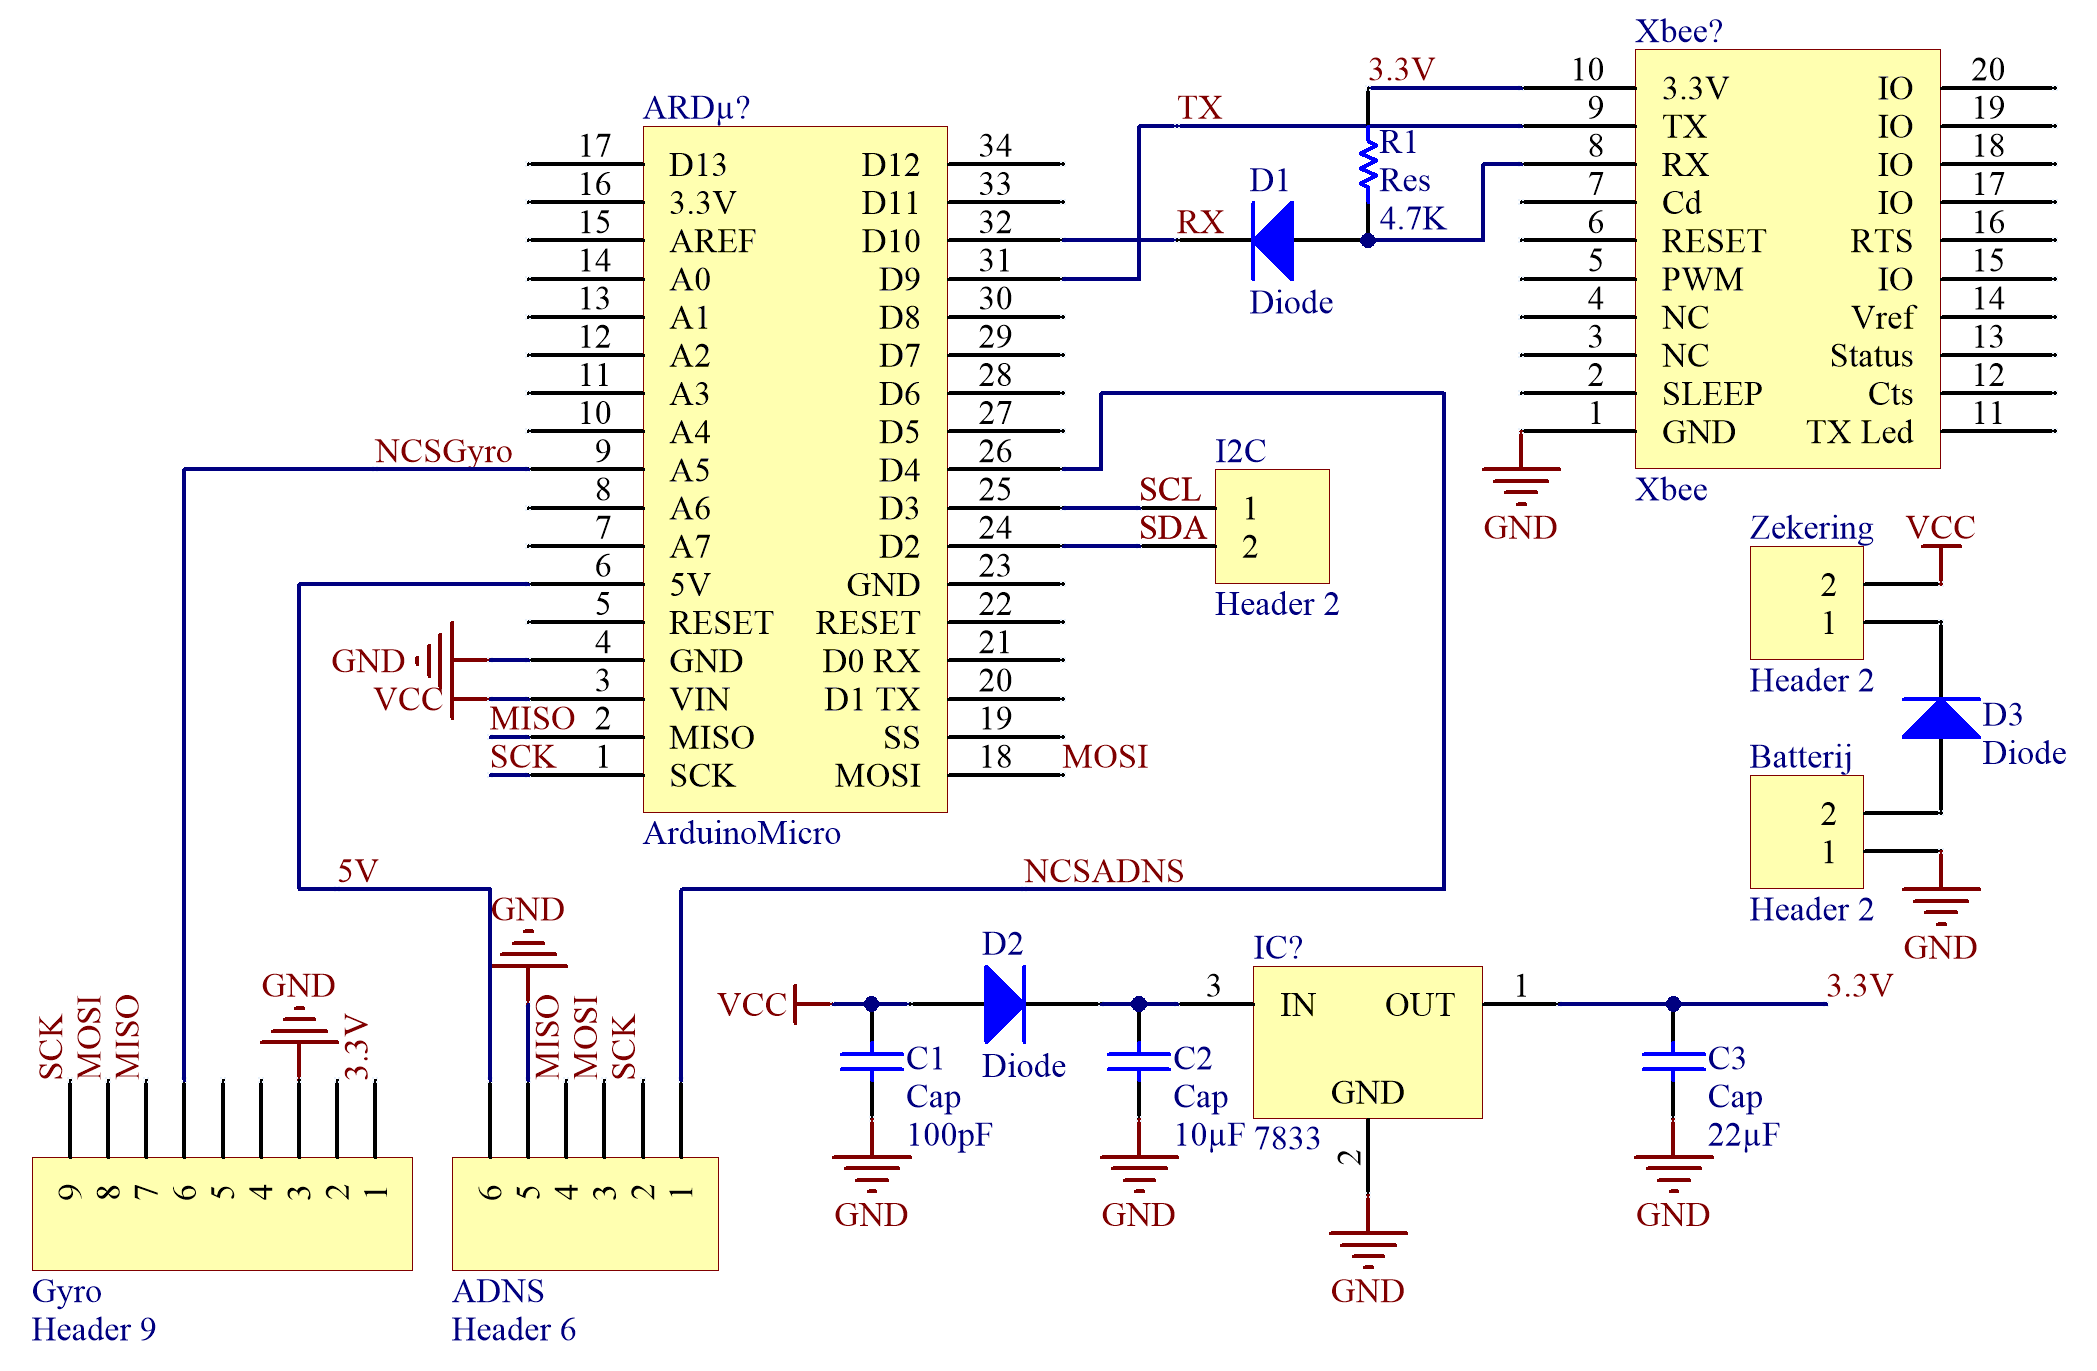 Xbee?
10 3.3V IO 20
9 TX IO 19
8 RX IO 18
7 Cd IO 17
6 RESET RTS 16
5 PWM IO 15
4 NC Vref 14
3 NC Status 13
2 SLEEP Cts 12
1 GND TX Led 11
Xbee
GND
3.3V
TX
R1
Res
4.7K
D1
RX
Diode
ARDµ?
17 D13 D12 34
16 3.3V D11 33
15 AREF D10 32
14 A0 D9 31
13 A1 D8 30
12 A2 D7 29
11 A3 D6 28
10 A4 D5 27
NCSGyro 9 A5 D4 26
8 A6 D3 25
7 A7 D2 24
6 5V GND 23
5 RESET RESET 22
GND 4 GND D0 RX 21
VCC 3 VIN D1 TX 20
MISO 2 MISO SS 19
SCK 1 SCK MOSI 18 MOSI
ArduinoMicro
I2C
SCL 1
SDA 2
Header 2
Zekering
VCC
2
1
Header 2
D3
Diode
Batterij
2
1
Header 2
GND
5V
NCSADNS
GND
GND
SCK
MOSI
MISO
3.3V
9 8 7 6 5 4 3 2 1
Gyro
Header 9
MISO
MOSI
SCK
6 5 4 3 2 1
ADNS
Header 6
VCC
D2
Diode
C1
Cap
100pF
GND
C2
Cap
10µF
GND
IC?
3 IN OUT 1
GND
7833
2
GND
3.3V
C3
Cap
22µF
GND